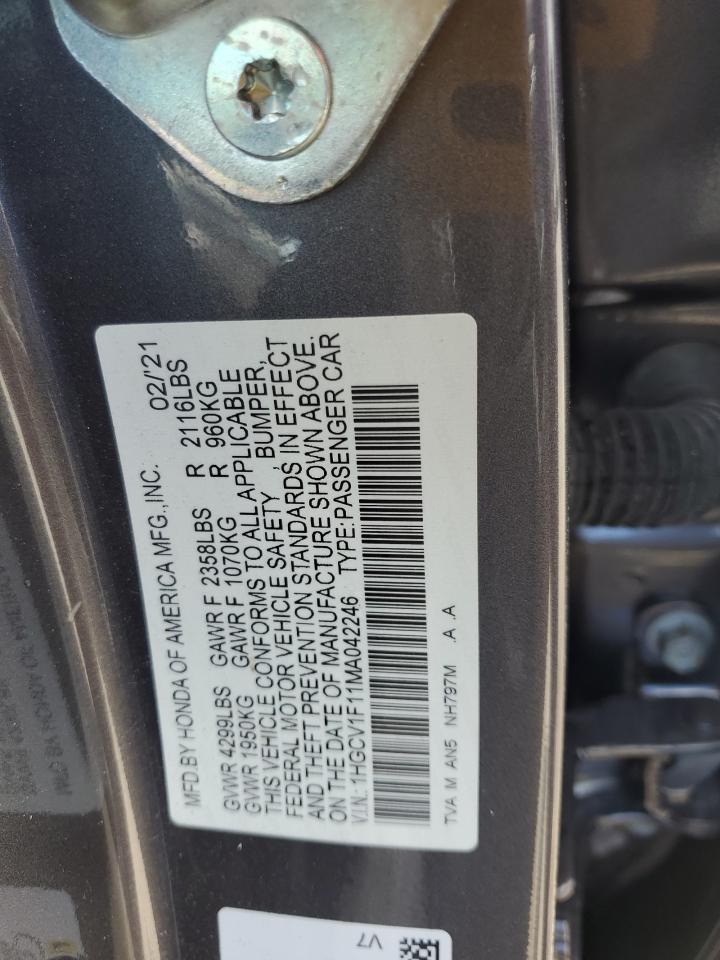 MFD.BY HONDA OF AMERICA MFG.,INC. 02/'21
GVWR 4299LBS GAWR F 2358LBS R 2116LBS
GVWR 1950KG GAWR F 1070KG R 960KG
THIS VEHICLE CONFORMS TO ALL APPLICABLE
FEDERAL MOTOR VEHICLE SAFETY, BUMPER,
AND THEFT PREVENTION STANDARDS IN EFFECT
ON THE DATE OF MANUFACTURE SHOWN ABOVE.
V.I.N.: 1HGCV1F11MA042246 TYPE:PASSENGER CAR
TVA M AN5 NH797M .A .A
V7